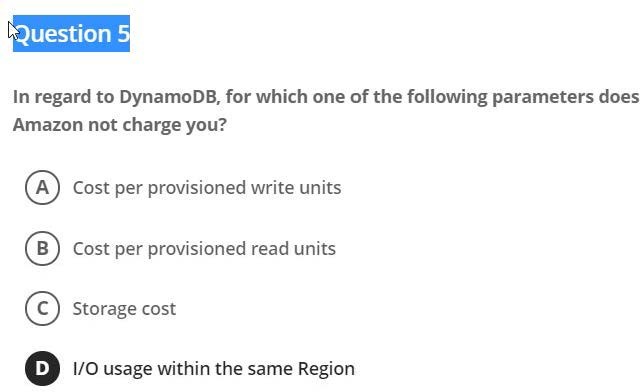 Question 5
In regard to DynamoDB, for which one of the following parameters does
Amazon not charge you?
A Cost per provisioned write units
B Cost per provisioned read units
C Storage cost
D I/O usage within the same Region